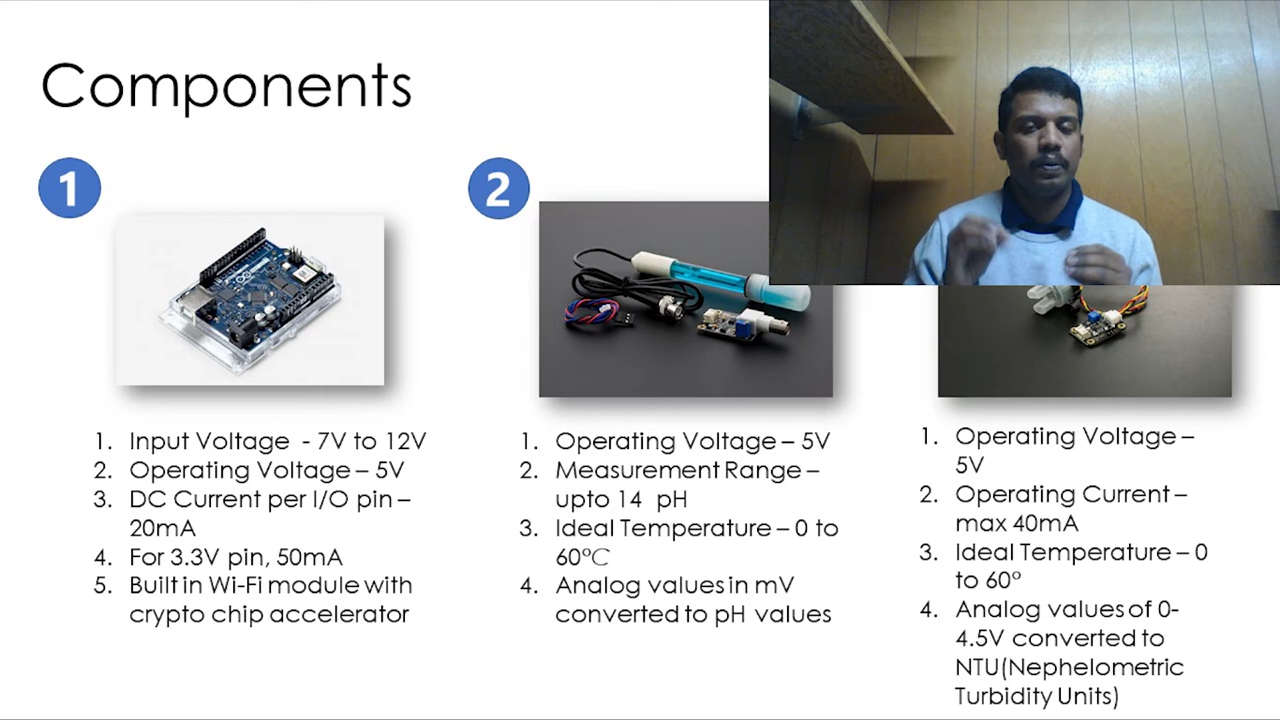 Components
1
2
1. Input Voltage - 7V to 12V
2. Operating Voltage – 5V
3. DC Current per I/O pin –
20mA
4. For 3.3V pin, 50mA
5. Built in Wi-Fi module with
crypto chip accelerator
1. Operating Voltage – 5V
2. Measurement Range –
upto 14 pH
3. Ideal Temperature – 0 to
60°C
4. Analog values in mV
converted to pH values
1. Operating Voltage –
5V
2. Operating Current –
max 40mA
3. Ideal Temperature – 0
to 60°
4. Analog values of 0-
4.5V converted to
NTU(Nephelometric
Turbidity Units)